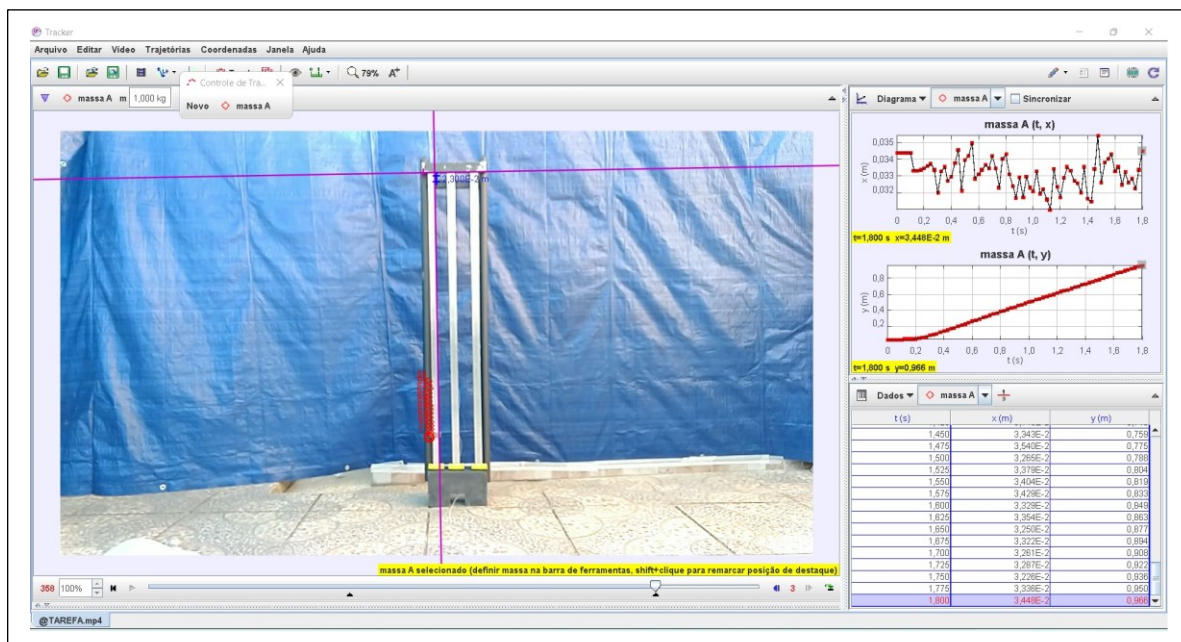 Tracker
Arquivo Editar Vídeo Trajetórias Coordenadas Janela Ajuda
79% A
massa A m 1,000 kg
Controle de Tra...
Novo massa A
2,300E-2 m
massa A selecionado (definir massa na barra de ferramentas, shift+clique para remarcar posição de destaque)
358 100%
3
@TAREFA.mp4
Diagrama massa A Sincronizar
massa A (t, x)
0,035
0,034
0,033
0,032
x (m)
0 0,2 0,4 0,6 0,8 1,0 1,2 1,4 1,6 1,8
t (s)
t=1,800 s x=3,448E-2 m
massa A (t, y)
0,8
0,6
0,4
0,2
y (m)
0 0,2 0,4 0,6 0,8 1,0 1,2 1,4 1,6 1,8
t (s)
t=1,800 s y=0,966 m
Dados massa A
t (s) x (m) y (m)
1,450 3,343E-2 0,759
1,475 3,540E-2 0,775
1,500 3,265E-2 0,788
1,525 3,379E-2 0,804
1,550 3,404E-2 0,819
1,575 3,429E-2 0,833
1,600 3,329E-2 0,849
1,625 3,354E-2 0,863
1,650 3,250E-2 0,877
1,675 3,322E-2 0,894
1,700 3,261E-2 0,908
1,725 3,287E-2 0,922
1,750 3,226E-2 0,936
1,775 3,336E-2 0,950
1,800 3,448E-2 0,966